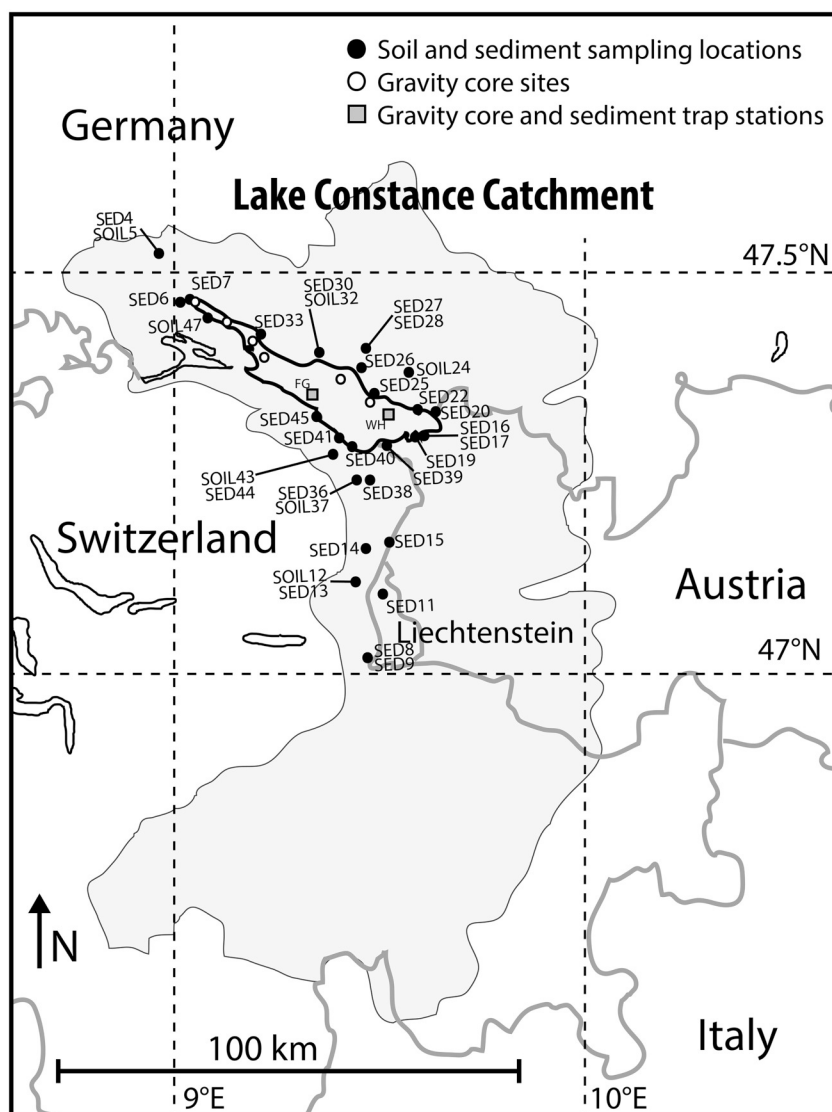 Soil and sediment sampling locations
Gravity core sites
Gravity core and sediment trap stations
Germany
Lake Constance Catchment
SED4
SOIL5
47.5°N
SED7
SED6
SED30
SOIL32
SED27
SED28
SOIL47
SED33
SED26
SOIL24
FG
SED25
SED22
SED20
WH
SED45
SED16
SED17
SED41
SED40
SED19
SED39
SOIL43
SED44
SED36
SOIL37
SED38
Switzerland
SED14
SED15
SOIL12
SED13
SED11
Austria
Liechtenstein
SED8
SED9
47°N
N
Italy
100 km
9°E
10°E